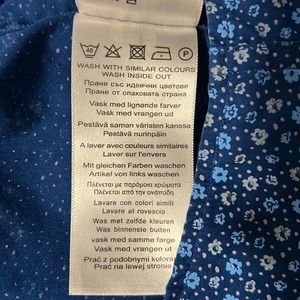 40 P
WASH WITH SIMILAR COLOURS
WASH INSIDE OUT
Пране със идеични цветове
Пране от опаковата страна
Vask med lignende farver
Vask med vrangen ud
Pestävä saman väristen kanssa
Pestävä nurinpäin
A laver avec couleurs similaires
Laver sur l'envers
Mit gleichen Farben waschen
Artikel von links waschen
Πλένεται με παρόμοια χρώματα
Πλένεται από την ανάποδη
Lavare con colori simili
Lavare al rovescio
Was met zelfde kleuren
Was binnenste buiten
Vask med samme farge
Vask med vrangen ut
Prać z podobnymi kolorami
Prać na lewej stronie